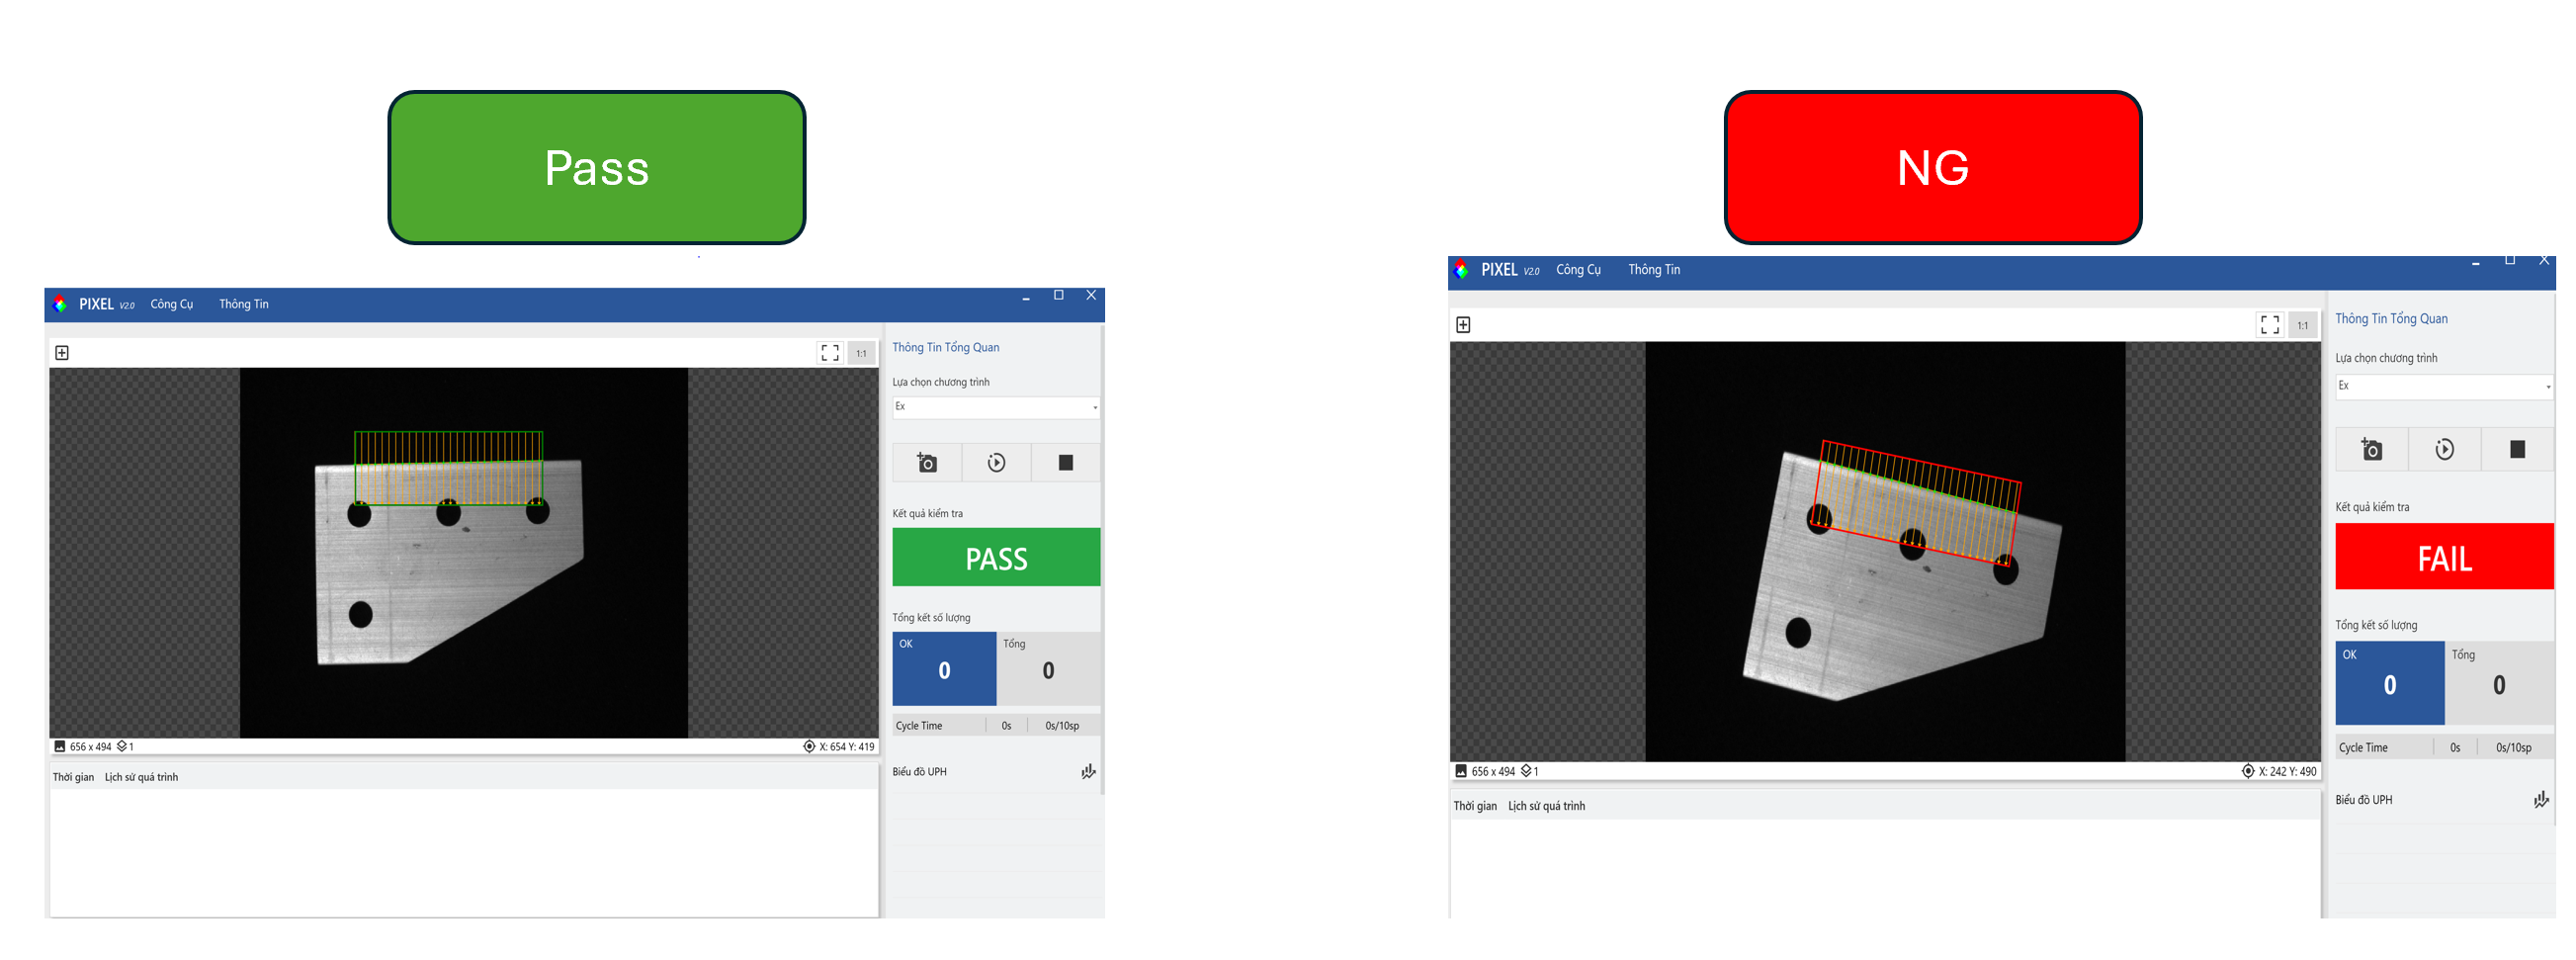 Pass
PIXEL V2.0 Công Cụ Thông Tin
1:1
Thông Tin Tổng Quan
Lựa chọn chương trình
Ex
Kết quả kiểm tra
PASS
Tổng kết số lượng
OK Tổng
0 0
Cycle Time 0s 0s/10sp
Biểu đồ UPH
656 x 494 1 X: 654 Y: 419
Thời gian Lịch sử quá trình
NG
PIXEL V2.0 Công Cụ Thông Tin
1:1
Thông Tin Tổng Quan
Lựa chọn chương trình
Ex
Kết quả kiểm tra
FAIL
Tổng kết số lượng
OK Tổng
0 0
Cycle Time 0s 0s/10sp
Biểu đồ UPH
656 x 494 1 X: 242 Y: 490
Thời gian Lịch sử quá trình